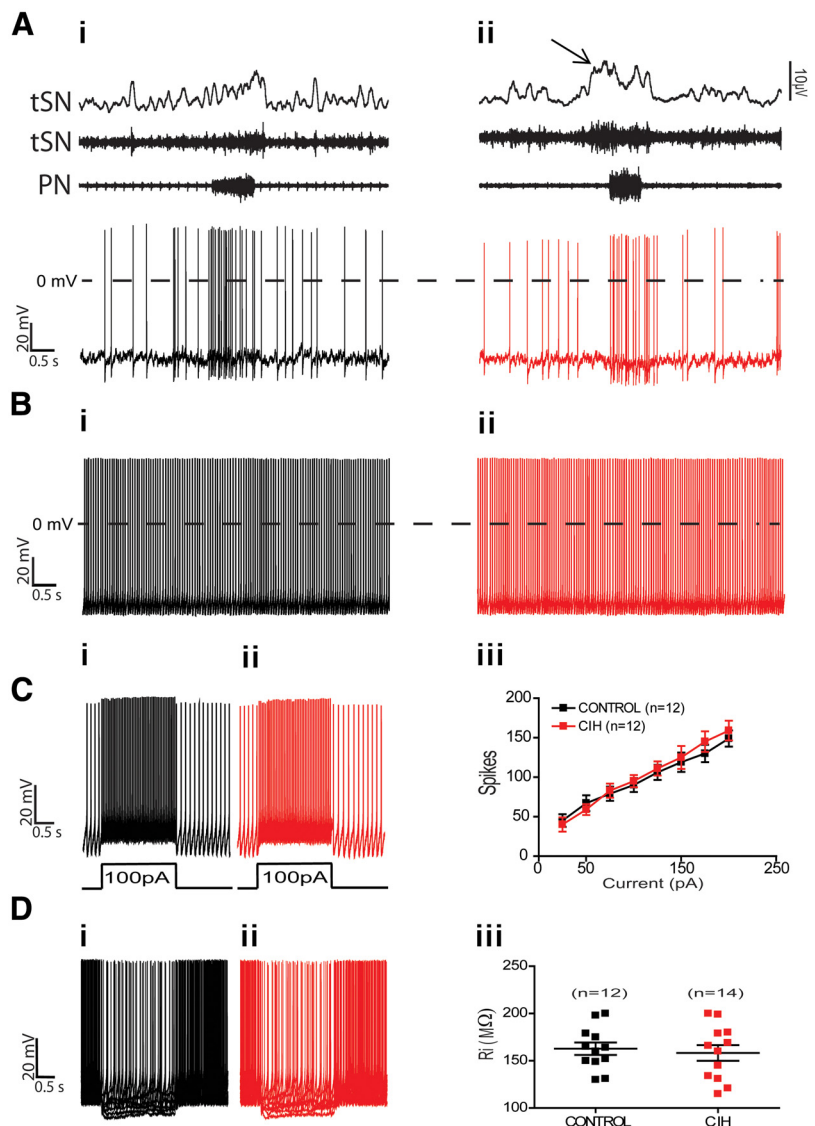 A
i
ii
tSN
10µV
tSN
PN
0 mV
20 mV
0.5 s
B
i
ii
0 mV
20 mV
0.5 s
i
ii
iii
C
20 mV
0.5 s
100pA
100pA
200
150
100
50
0
Spikes
CONTROL (n=12)
CIH (n=12)
0
50
150
250
Current (pA)
D
i
ii
iii
20 mV
0.5 s
250
200
150
100
Ri (MΩ)
(n=12)
(n=14)
CONTROL
CIH